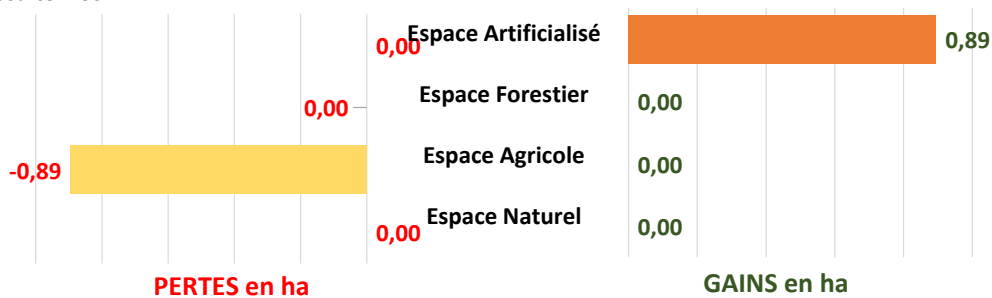 0,00 Espace Artificialisé 0,89
0,00 Espace Forestier 0,00
-0,89 Espace Agricole 0,00
0,00 Espace Naturel 0,00
PERTES en ha GAINS en ha